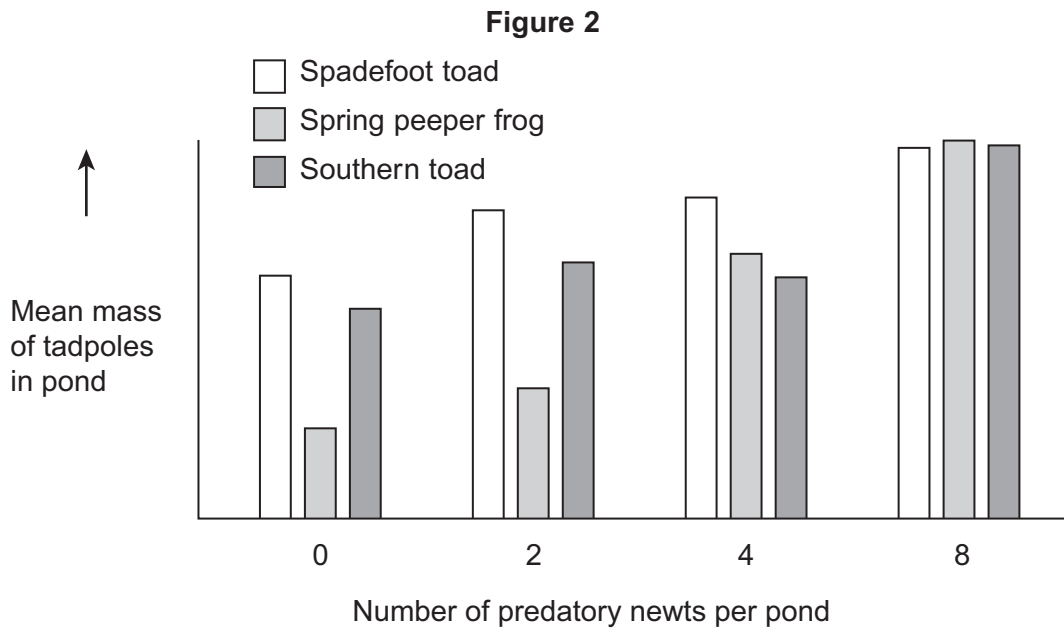 Figure 2
Spadefoot toad
Spring peeper frog
Southern toad
Mean mass
of tadpoles
in pond
0 2 4 8
Number of predatory newts per pond